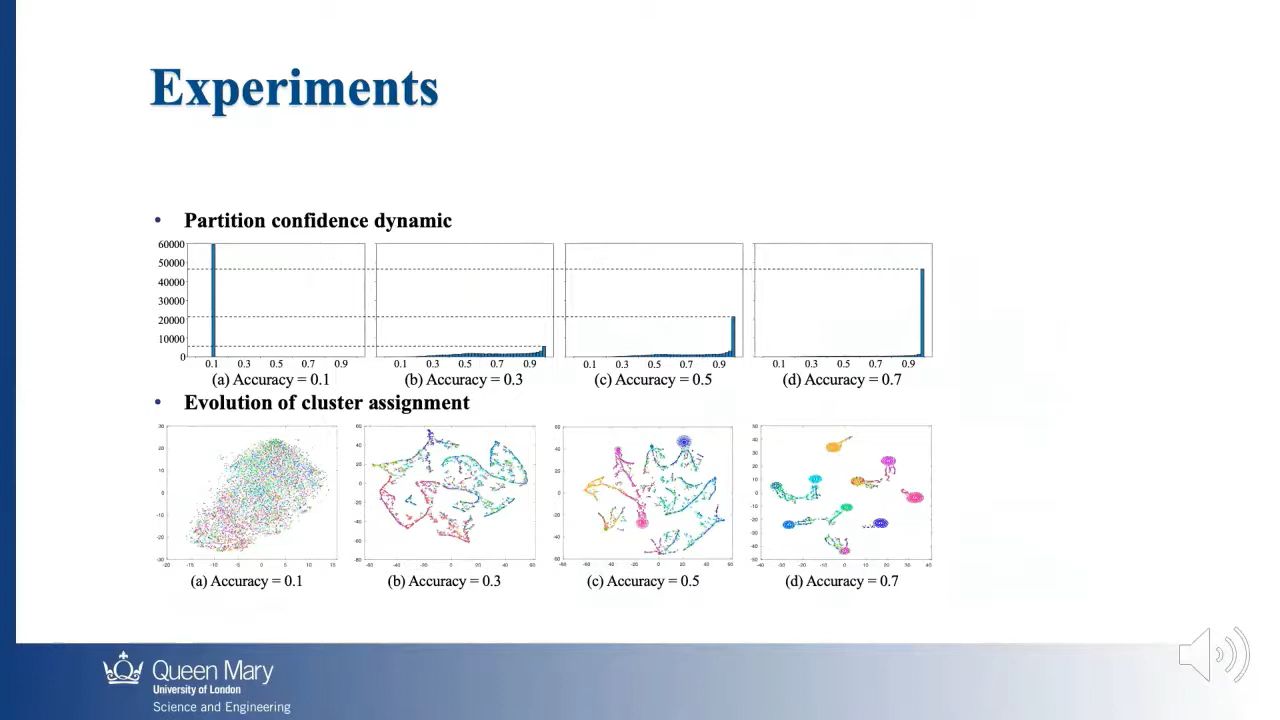 Experiments
• Partition confidence dynamic
60000
50000
40000
30000
20000
10000
0
0.1 0.3 0.5 0.7 0.9 0.1 0.3 0.5 0.7 0.9 0.1 0.3 0.5 0.7 0.9 0.1 0.3 0.5 0.7 0.9
(a) Accuracy = 0.1 (b) Accuracy = 0.3 (c) Accuracy = 0.5 (d) Accuracy = 0.7
• Evolution of cluster assignment
(a) Accuracy = 0.1 (b) Accuracy = 0.3 (c) Accuracy = 0.5 (d) Accuracy = 0.7
Queen Mary
University of London
Science and Engineering